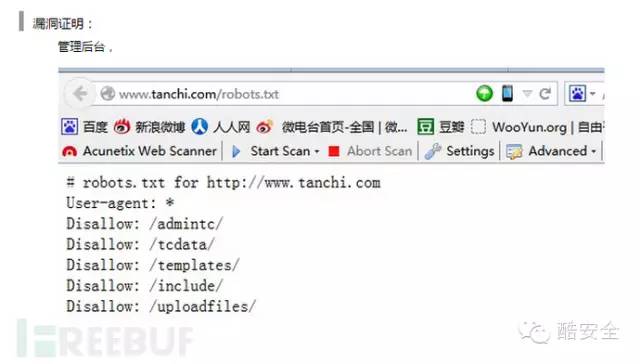 漏洞证明：
管理后台，
www.tanchi.com/robots.txt
百度 新浪微博 人人网 微电台首页-全国 | 微... 豆 豆瓣 WooYun.org | 自由平
Acunetix Web Scanner Start Scan Abort Scan Settings Advanced
# robots.txt for http://www.tanchi.com
User-agent: *
Disallow: /admintc/
Disallow: /tcdata/
Disallow: /templates/
Disallow: /include/
Disallow: /uploadfiles/
FREEBUF 酷安全